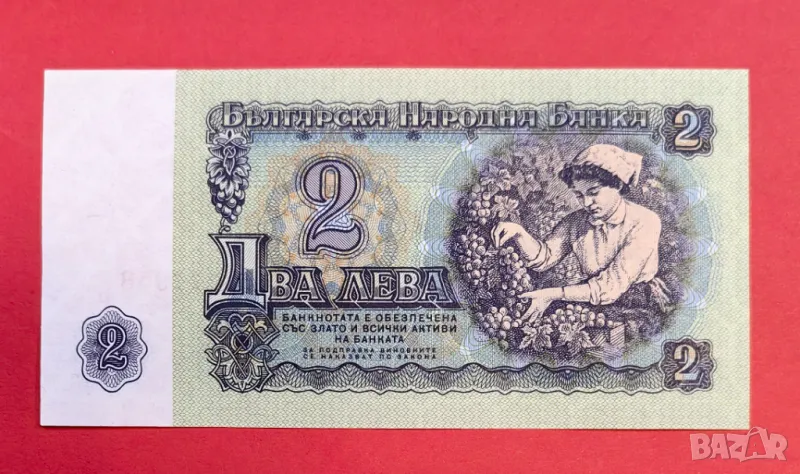 Българска Народна Банка
2
2
Два лева
БАНКНОТАТА Е ОБЕЗПЕЧЕНА
СЪС ЗЛАТО И ВСИЧКИ АКТИВИ
НА БАНКАТА
ЗА ПОДПРАВКА ВИНОВНИТЕ
СЕ НАКАЗВАТ ПО ЗАКОНА
2
2
BAZAR